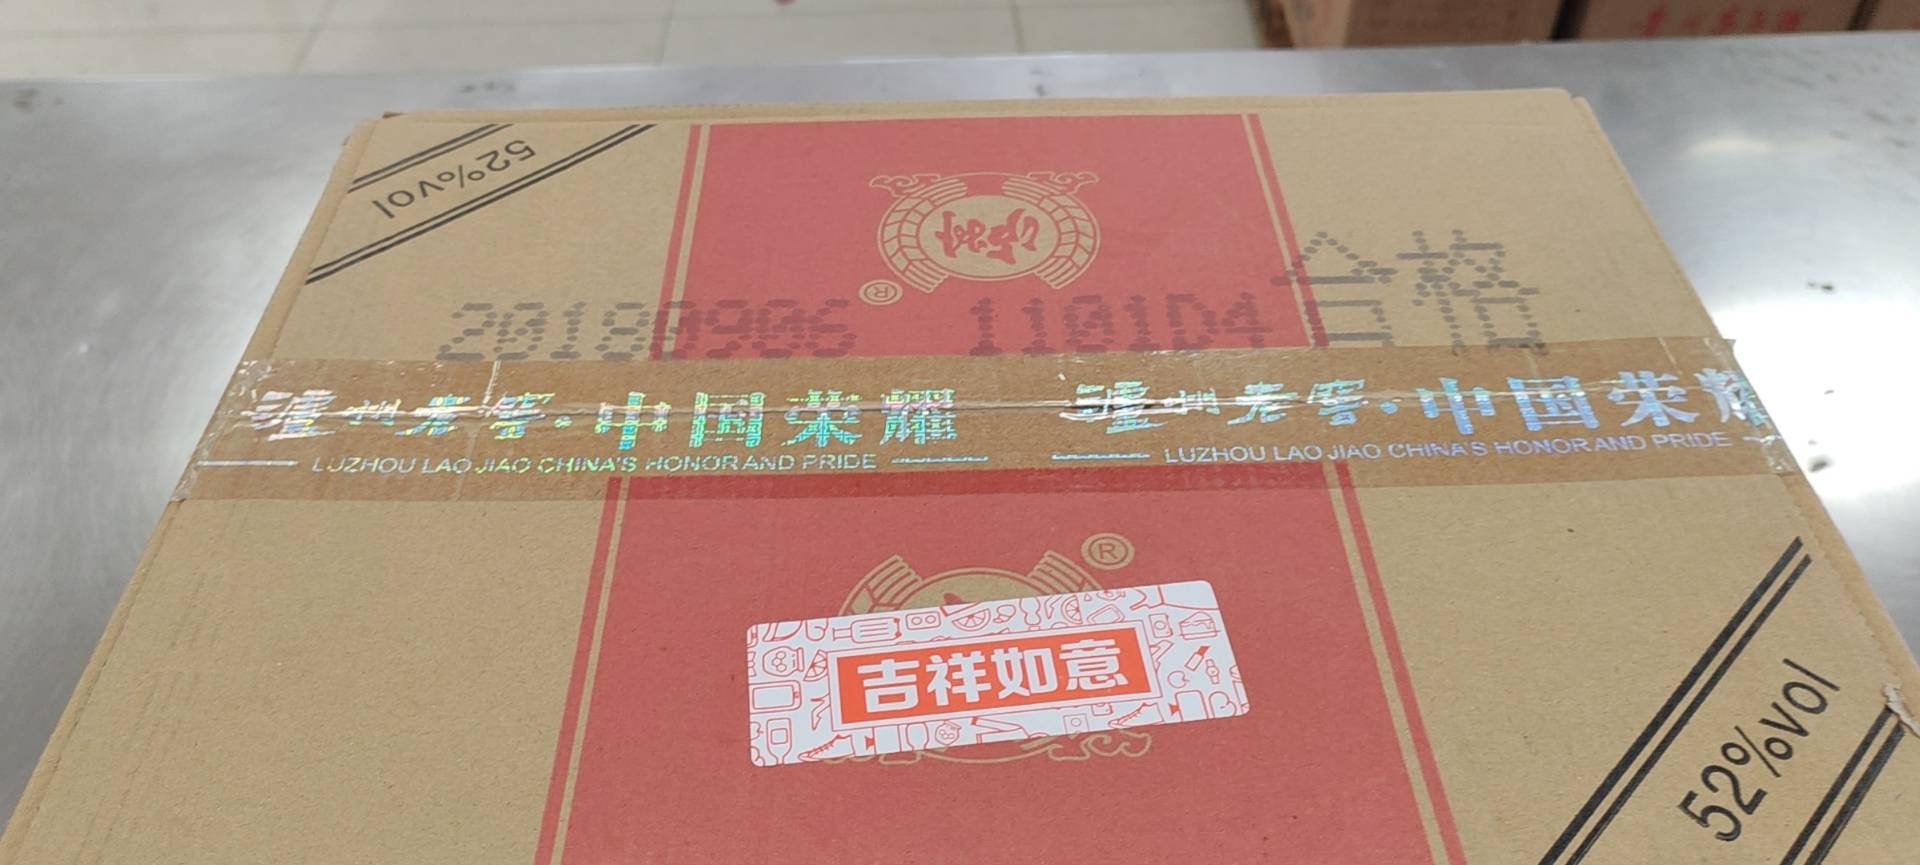 52%vol
®
20180906 1101D4 合格
泸州老窖·中国荣耀 泸州老窖·中国荣耀
LUZHOU LAO JIAO CHINA'S HONOR AND PRIDE LUZHOU LAO JIAO CHINA'S HONOR AND PRIDE
®
吉祥如意
52%vol